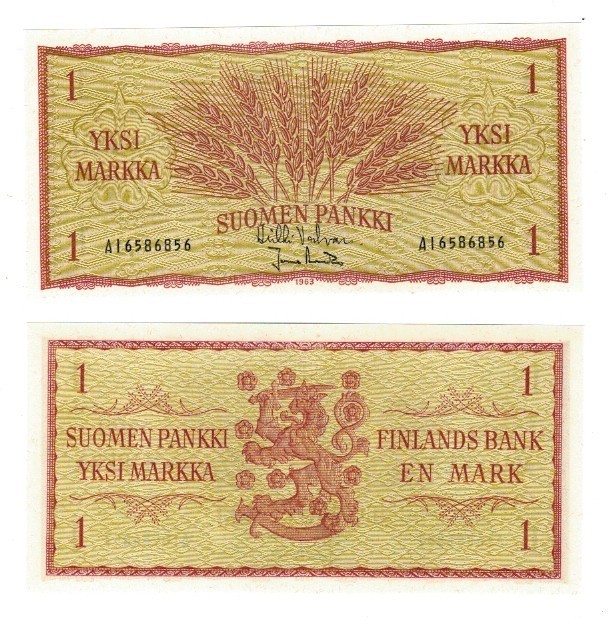 1 1
YKSI MARKKA
YKSI MARKKA
SUOMEN PANKKI
1 A16586856 A16586856 1
1963
1 1
SUOMEN PANKKI FINLANDS BANK
YKSI MARKKA EN MARK
1 1